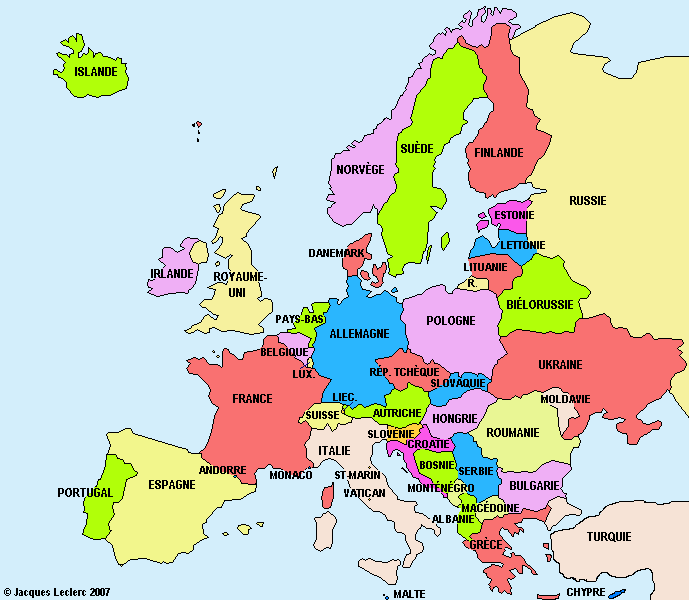 ISLANDE
NORVÈGE
SUÈDE
FINLANDE
RUSSIE
ESTONIE
LETTONIE
LITUANIE
R.
BIÉLORUSSIE
DANEMARK
IRLANDE
ROYAUME-
UNI
PAYS-BAS
ALLEMAGNE
POLOGNE
BELGIQUE
LUX.
RÉP. TCHÈQUE
UKRAINE
SLOVAQUIE
FRANCE
LIEC.
MOLDAVIE
SUISSE
AUTRICHE
HONGRIE
ROUMANIE
SLOVÉNIE
ITALIE
CROATIE
ANDORRE
MONACO
ST-MARIN
BOSNIE
SERBIE
ESPAGNE
PORTUGAL
VATICAN
MONTÉNÉGRO
BULGARIE
MACÉDOINE
ALBANIE
GRÈCE
TURQUIE
MALTE
CHYPRE
© Jacques Leclerc 2007